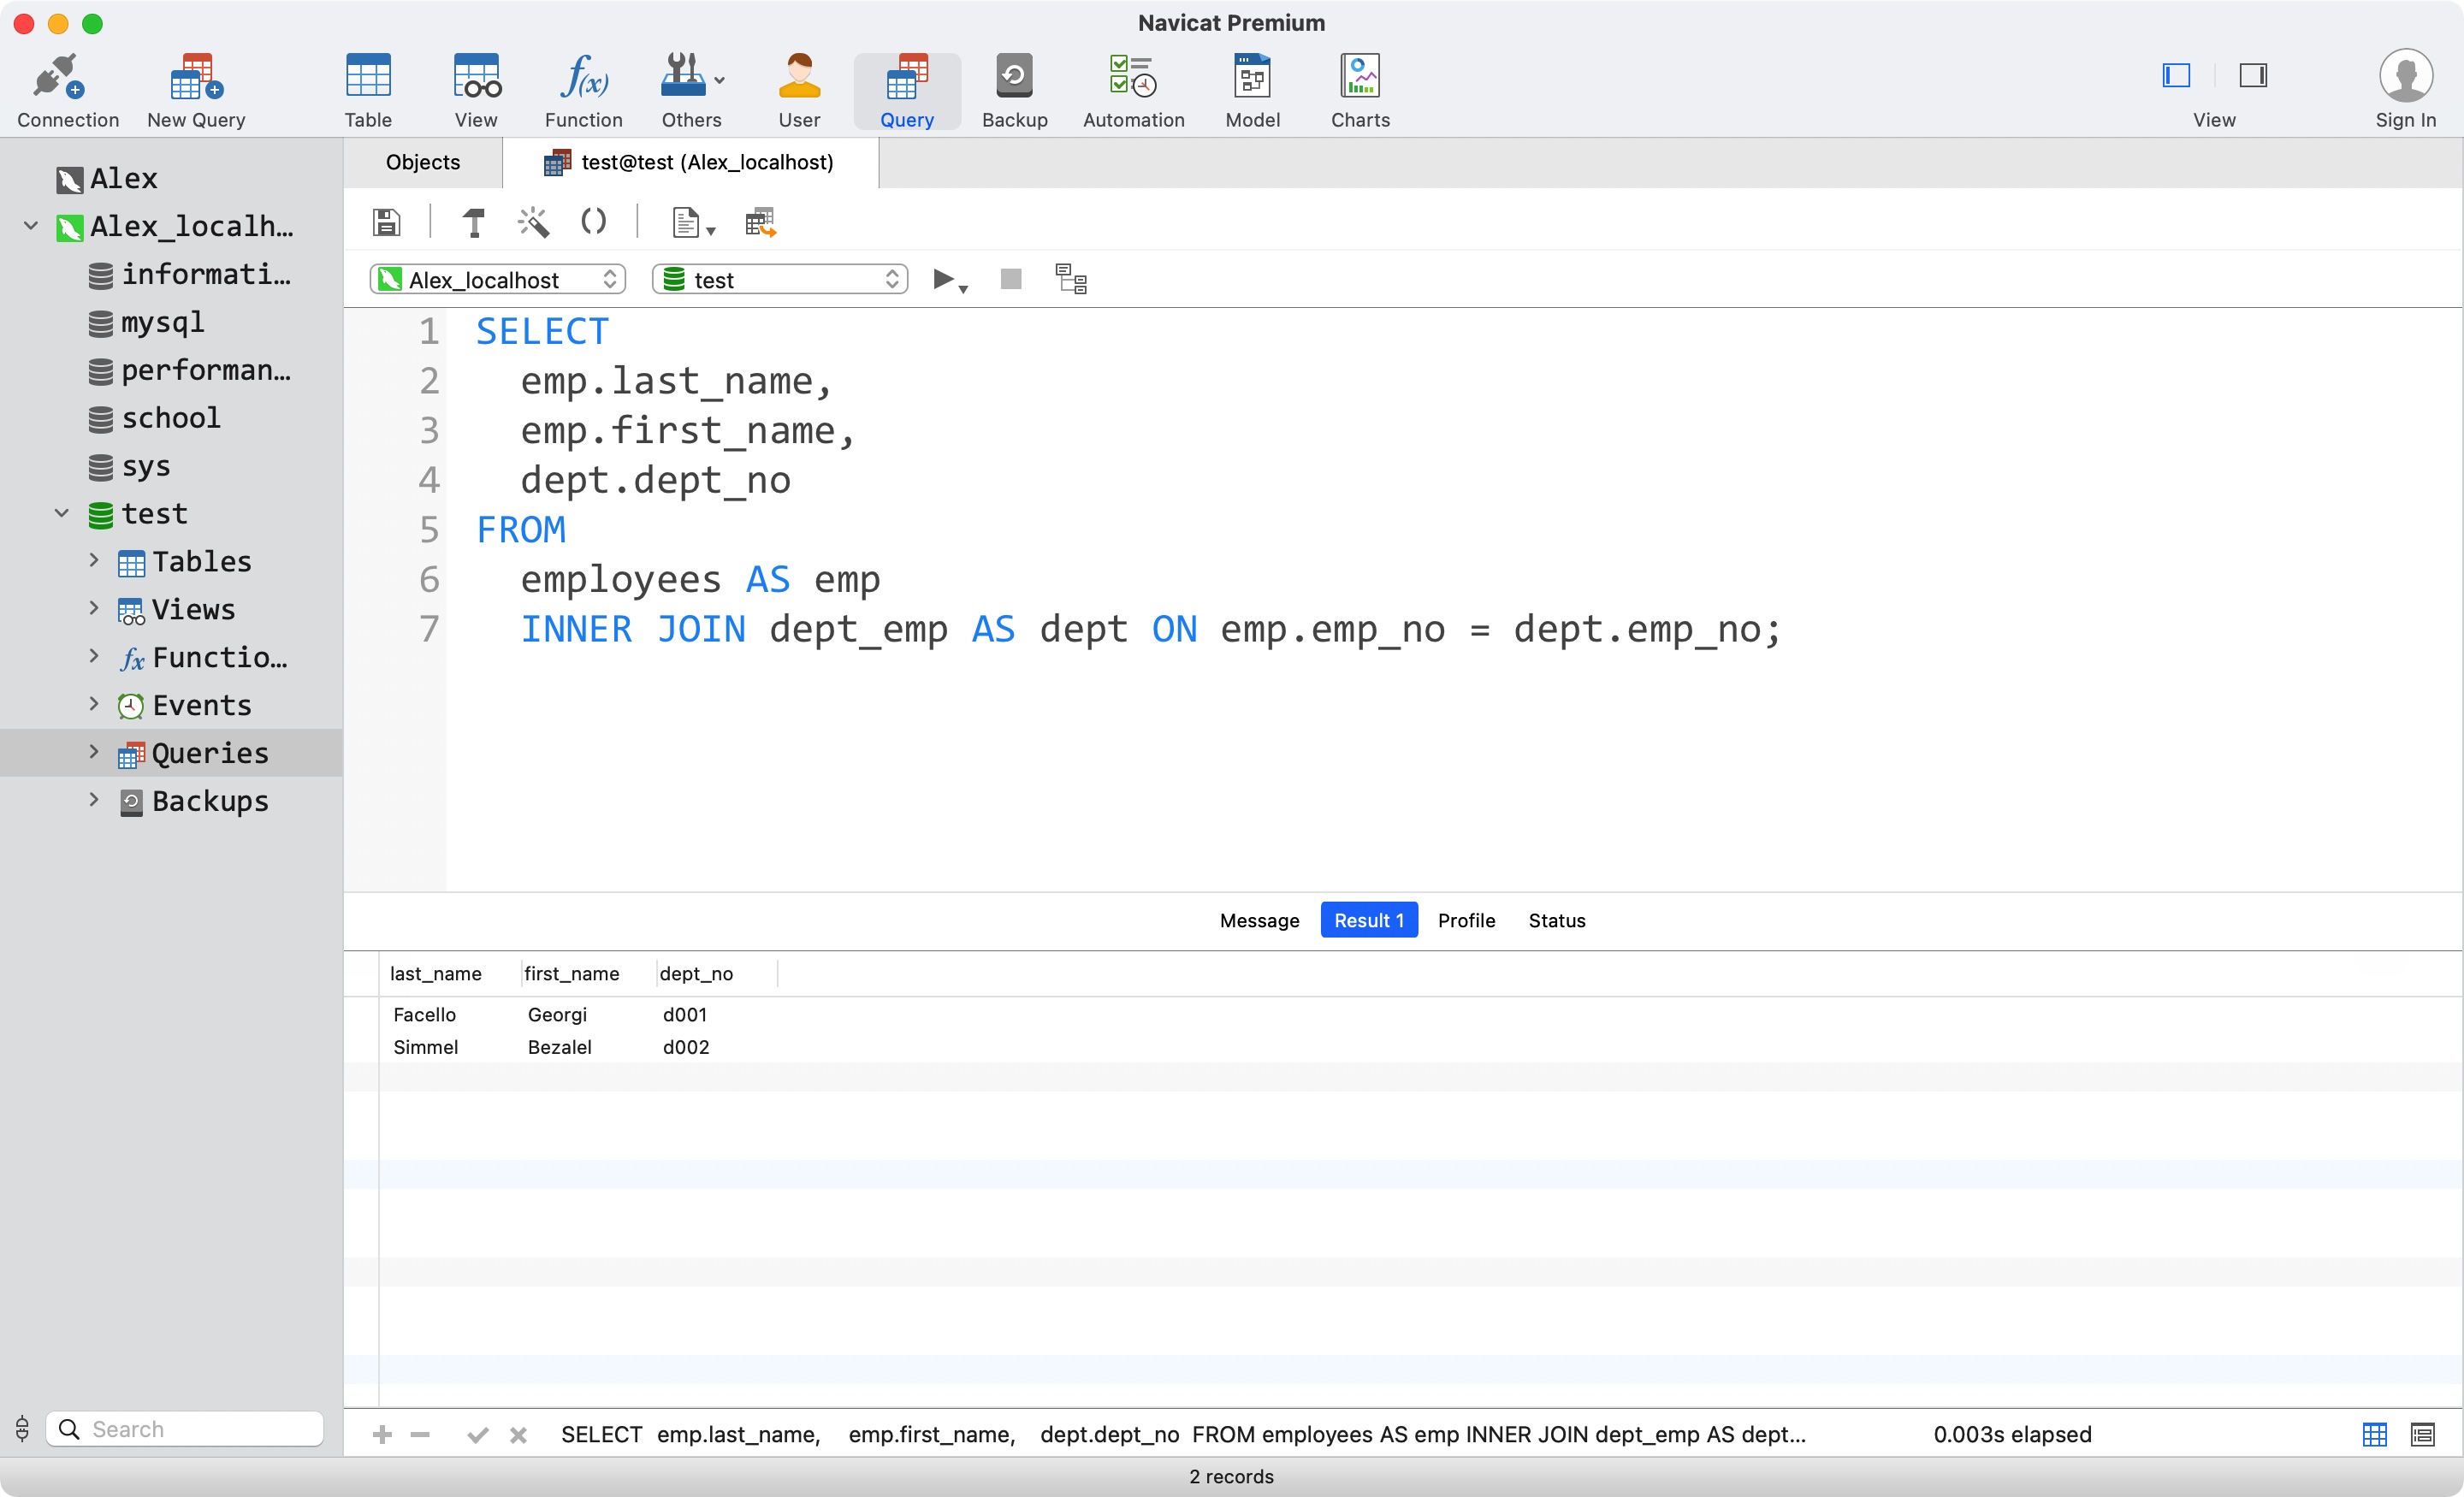 Navicat Premium
Connection New Query Table View Function Others User Query Backup Automation Model Charts View Sign In
Alex
Alex_localh...
informati...
mysql
performan...
school
sys
test
Tables
Views
Functio...
Events
Queries
Backups
Search
Objects test@test (Alex_localhost)
Alex_localhost test
1 SELECT
2 emp.last_name,
3 emp.first_name,
4 dept.dept_no
5 FROM
6 employees AS emp
7 INNER JOIN dept_emp AS dept ON emp.emp_no = dept.emp_no;
Message Result 1 Profile Status
last_name first_name dept_no
Facello Georgi d001
Simmel Bezalel d002
SELECT emp.last_name, emp.first_name, dept.dept_no FROM employees AS emp INNER JOIN dept_emp AS dept... 0.003s elapsed
2 records